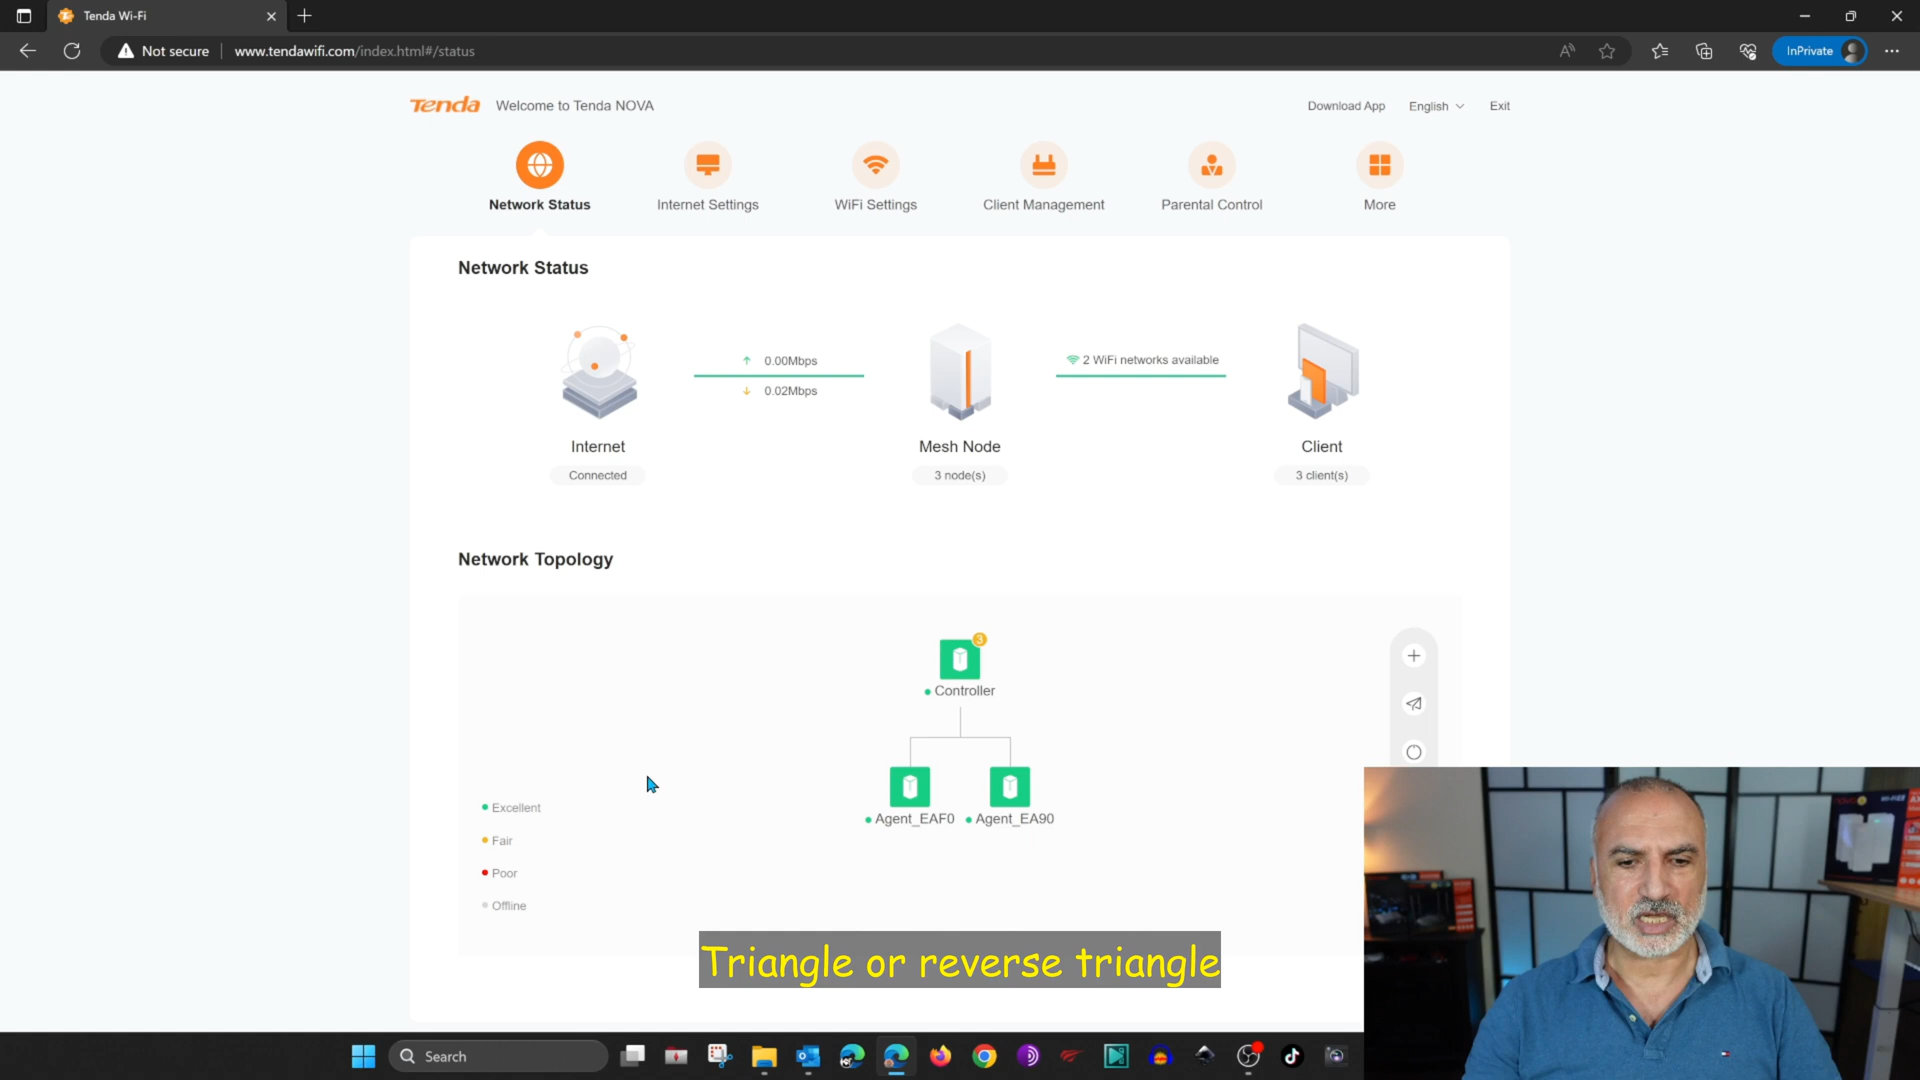 Tenda Wi-Fi
Not secure
www.tendawifi.com/index.html#/status
InPrivate
Tenda
Welcome to Tenda NOVA
Download App
English
Exit
Network Status
Internet Settings
WiFi Settings
Client Management
Parental Control
More
Network Status
0.00Mbps
0.02Mbps
2 WiFi networks available
Internet
Mesh Node
Client
Connected
3 node(s)
3 client(s)
Network Topology
3
Controller
Agent_EAF0
Agent_EA90
Excellent
Fair
Poor
Offline
Triangle or reverse triangle
Search